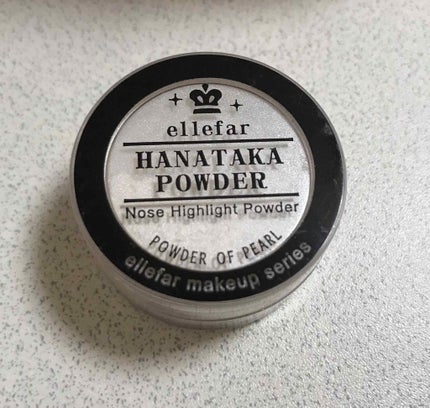 ellefar
HANATAKA
POWDER
Nose Highlight Powder
POWDER OF PEARL
ellefar makeup series